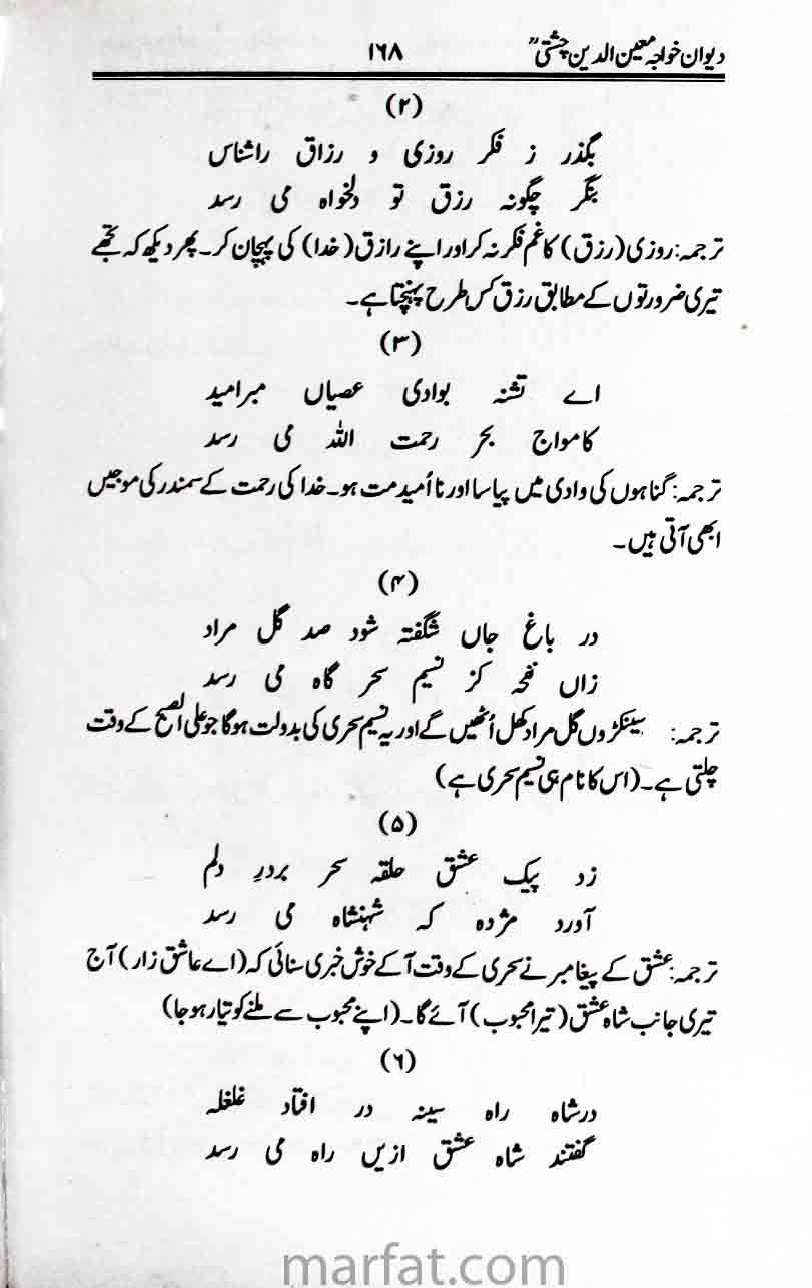 دیوان خواجہ معین الدین چشتیؒ ۱۶۸
(۲)
بگذر ز فکر روزی و رزاق راشناس
بنگر چگونہ رزق تو دلخواہ می رسد
ترجمہ: روزی (رزق) کا غم فکر نہ کر اور اپنے رازق (خدا) کی پہچان کر۔ پھر دیکھ کہ تجھے
تیری ضرورتوں کے مطابق رزق کس طرح پہنچتا ہے۔
(۳)
اے تشنہ بوادی عصیاں مبرامید
کامواج بحر رحمت اللہ می رسد
ترجمہ: گناہوں کی وادی میں پیاسا اور نا اُمید مت ہو۔ خدا کی رحمت کے سمندر کی موجیں
ابھی آتی ہیں۔
(۴)
در باغ جاں شگفتہ شود صد گل مراد
زاں نفحہ کز نسیم سحر گاہ می رسد
ترجمہ: سینکڑوں گل مراد کھل اُٹھیں گے اور یہ نسیم سحری کی بدولت ہوگا جو علی الصبح کے وقت
چلتی ہے۔ (اس کا نام ہی نسیم سحری ہے)
(۵)
زد پیک عشق حلقہ سحر بردرِ دلم
آورد مژدہ کہ شہنشاہ می رسد
ترجمہ: عشق کے پیغامبر نے سحری کے وقت آ کے خوش خبری سنائی کہ (اے عاشق زار) آج
تیری جانب شاہ عشق (تیرا محبوب) آئے گا۔ (اپنے محبوب سے ملنے کو تیار ہو جا)
(۶)
درشاہ راہ سینہ در افتاد غلغلہ
گفتند شاہ عشق ازیں راہ می رسد
marfat.com